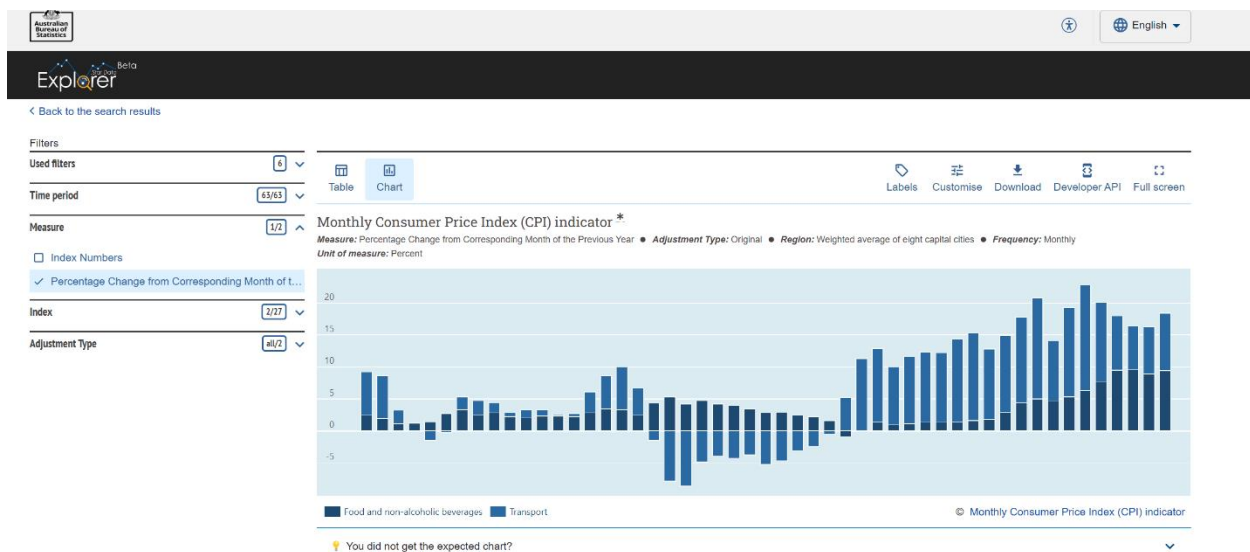 Australian
Bureau of
Statistics
English
Explorer Beta
Back to the search results
Filters
Used filters 6
Time period 63/63
Measure 1/2
Index Numbers
Percentage Change from Corresponding Month of t...
Index 2/27
Adjustment Type all/2
Table Chart Labels Customise Download Developer API Full screen
Monthly Consumer Price Index (CPI) indicator *
Measure: Percentage Change from Corresponding Month of the Previous Year ● Adjustment Type: Original ● Region: Weighted average of eight capital cities ● Frequency: Monthly
Unit of measure: Percent
20
15
10
5
0
-5
Food and non-alcoholic beverages Transport © Monthly Consumer Price Index (CPI) indicator
You did not get the expected chart?